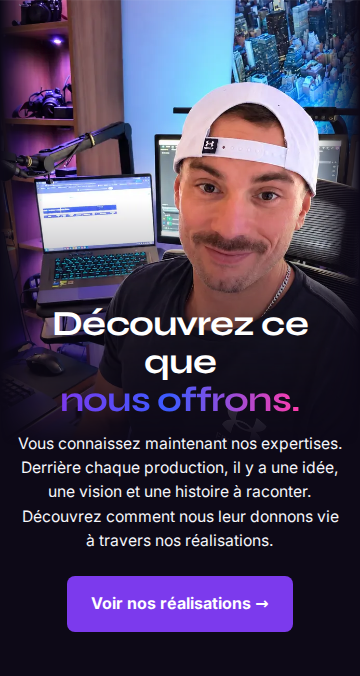 Découvrez ce
que
nous offrons.
Vous connaissez maintenant nos expertises.
Derrière chaque production, il y a une idée,
une vision et une histoire à raconter.
Découvrez comment nous leur donnons vie
à travers nos réalisations.
Voir nos réalisations →